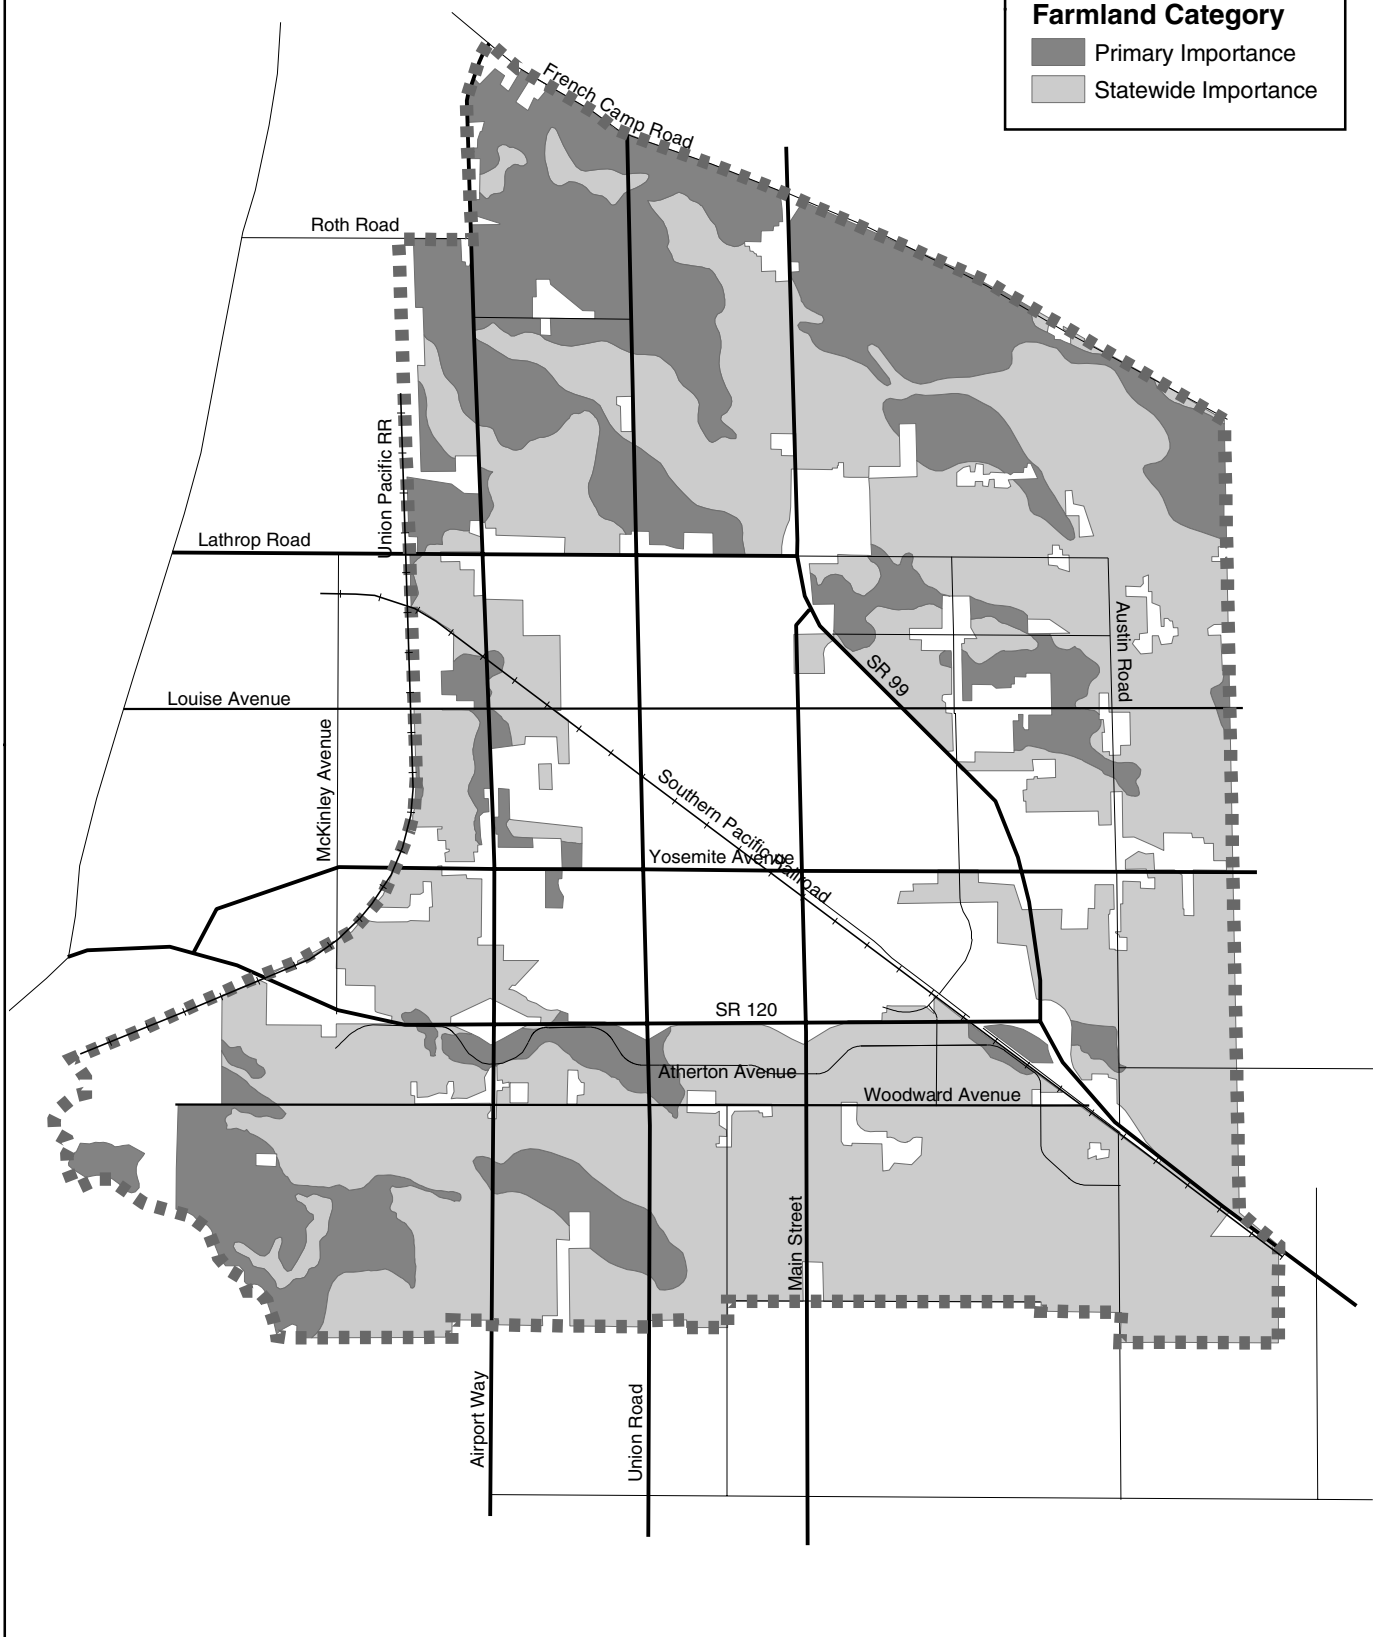 Farmland Category
Primary Importance
Statewide Importance
French Camp Road
Roth Road
Union Pacific RR
Lathrop Road
Austin Road
SR 99
Louise Avenue
McKinley Avenue
Southern Pacific Railroad
Yosemite Avenue
SR 120
Atherton Avenue
Woodward Avenue
Main Street
Airport Way
Union Road